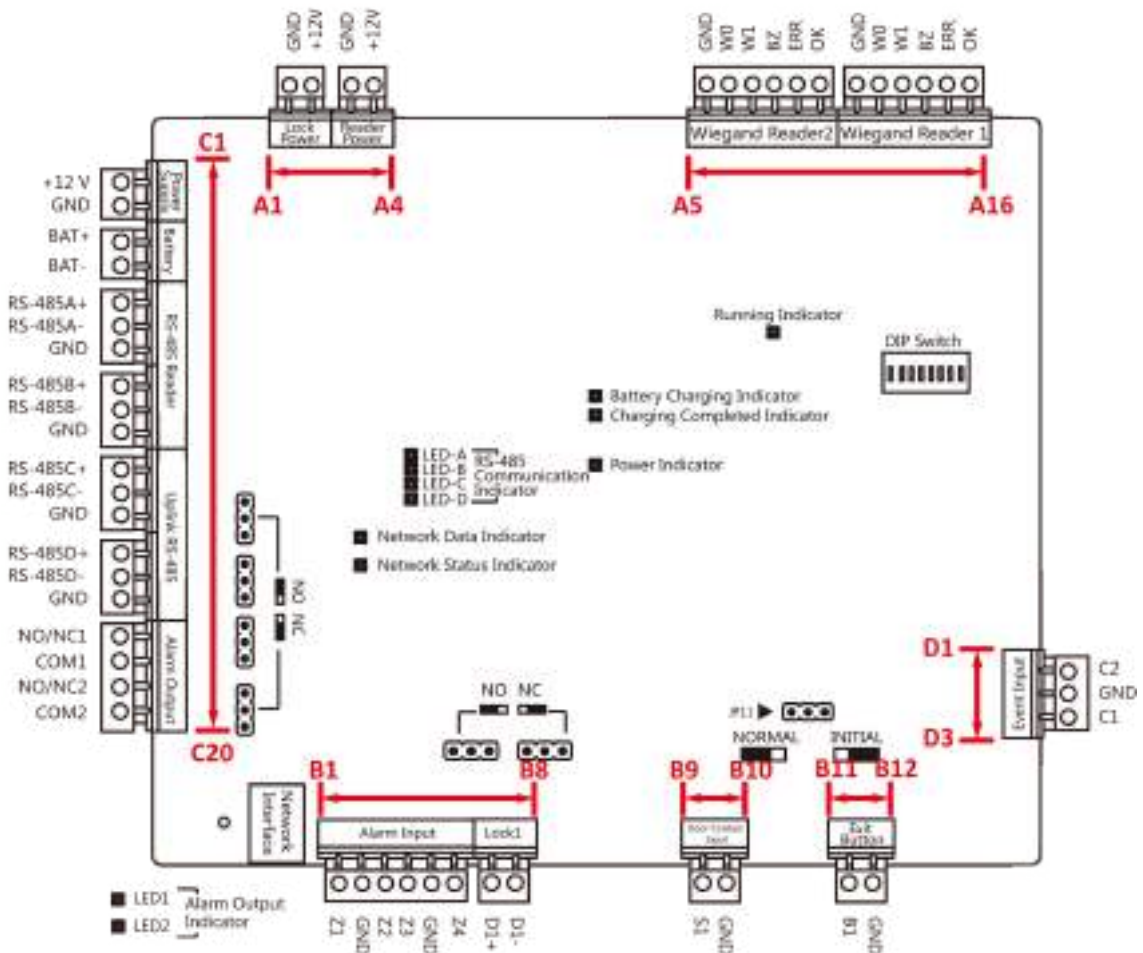 GND
+12V
GND
+12V
GND
W0
W1
BZ
ERR
OK
GND
W0
W1
BZ
ERR
OK
Lock
Power
Reader
Power
Wiegand Reader2
Wiegand Reader 1
C1
A1
A4
A5
A16
+12 V
GND
Power
Supply
BAT+
BAT-
Battery
RS-485A+
RS-485A-
GND
RS-485B+
RS-485B-
GND
RS-485 Reader
RS-485C+
RS-485C-
GND
RS-485D+
RS-485D-
GND
Uplink RS-485
NO/NC1
COM1
NO/NC2
COM2
Alarm Output
C20
Running Indicator
DIP Switch
Battery Charging Indicator
Charging Completed Indicator
Power Indicator
LED-A
LED-B
LED-C
LED-D
RS-485
Communication
Indicator
Network Data Indicator
Network Status Indicator
NO
NC
NO
NC
JP11
NORMAL
INITIAL
D1
D3
Event Input
C2
GND
C1
B1
B8
B9
B10
B11
B12
Network
Interface
Alarm Input
Lock1
Door Contact
Input
Exit
Button
Z1
GND
Z2
Z3
GND
Z4
D1+
D1-
S1
GND
B1
GND
LED1
LED2
Alarm Output
Indicator